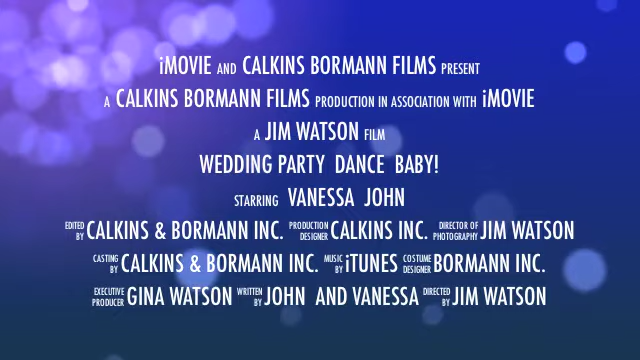 iMOVIE AND CALKINS BORMANN FILMS PRESENT
A CALKINS BORMANN FILMS PRODUCTION IN ASSOCIATION WITH iMOVIE
A JIM WATSON FILM
WEDDING PARTY DANCE BABY!
STARRING VANESSA JOHN
EDITED BY CALKINS & BORMANN INC. PRODUCTION DESIGNER CALKINS INC. DIRECTOR OF PHOTOGRAPHY JIM WATSON
CASTING BY CALKINS & BORMANN INC. MUSIC BY iTUNES COSTUME DESIGNER BORMANN INC.
EXECUTIVE PRODUCER GINA WATSON WRITTEN BY JOHN AND VANESSA DIRECTED BY JIM WATSON